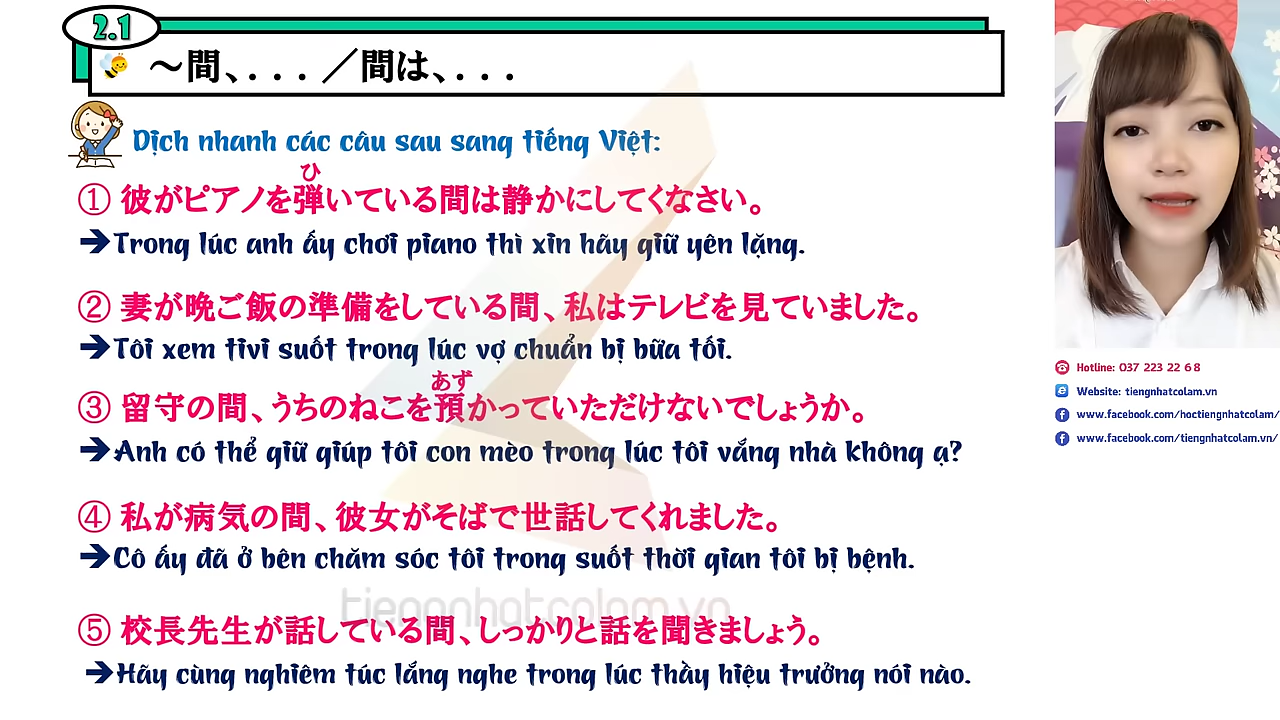 2.1
～間、．．．／間は、．．．
Dịch nhanh các câu sau sang tiếng Việt:
ひ
① 彼がピアノを弾いている間は静かにしてくなさい。
➔Trong lúc anh ấy chơi piano thì xin hãy giữ yên lặng.
② 妻が晩ご飯の準備をしている間、私はテレビを見ていました。
➔Tôi xem tivi suốt trong lúc vợ chuẩn bị bữa tối.
あず
③ 留守の間、うちのねこを預かっていただけないでしょうか。
➔Anh có thể giữ giúp tôi con mèo trong lúc tôi vắng nhà không ạ?
④ 私が病気の間、彼女がそばで世話してくれました。
➔Cô ấy đã ở bên chăm sóc tôi trong suốt thời gian tôi bị bệnh.
tiengnhatcolam.vn
⑤ 校長先生が話している間、しっかりと話を聞きましょう。
➔Hãy cùng nghiêm túc lắng nghe trong lúc thầy hiệu trưởng nói nào.
Hotline: 037 223 22 6 8
Website: tiengnhatcolam.vn
www.facebook.com/hoctiengnhatcolam/
www.facebook.com/tiengnhatcolam.vn/